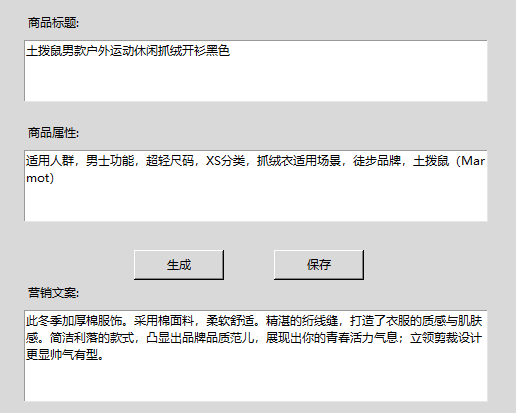 商品标题:
土拨鼠男款户外运动休闲抓绒开衫黑色
商品属性:
适用人群，男士功能，超轻尺码，XS分类，抓绒衣适用场景，徒步品牌，土拨鼠（Mar
mot）
生成
保存
营销文案:
此冬季加厚棉服饰。采用棉面料，柔软舒适。精湛的绗线缝，打造了衣服的质感与肌肤
感。简洁利落的款式，凸显出品牌品质范儿，展现出你的青春活力气息；立领剪裁设计
更显帅气有型。